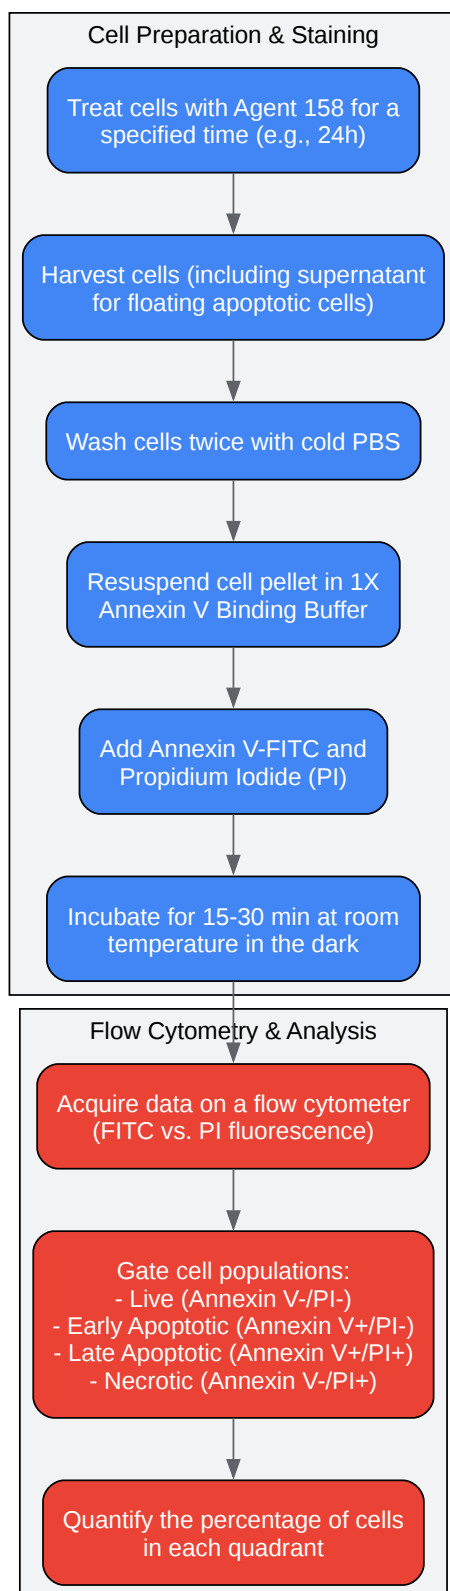 Cell Preparation & Staining
Treat cells with Agent 158 for a
specified time (e.g., 24h)
Harvest cells (including supernatant
for floating apoptotic cells)
Wash cells twice with cold PBS
Resuspend cell pellet in 1X
Annexin V Binding Buffer
Add Annexin V-FITC and
Propidium Iodide (PI)
Incubate for 15-30 min at room
temperature in the dark
Flow Cytometry & Analysis
Acquire data on a flow cytometer
(FITC vs. PI fluorescence)
Gate cell populations:
- Live (Annexin V-/PI-)
- Early Apoptotic (Annexin V+/PI-)
- Late Apoptotic (Annexin V+/PI+)
- Necrotic (Annexin V-/PI+)
Quantify the percentage of cells
in each quadrant